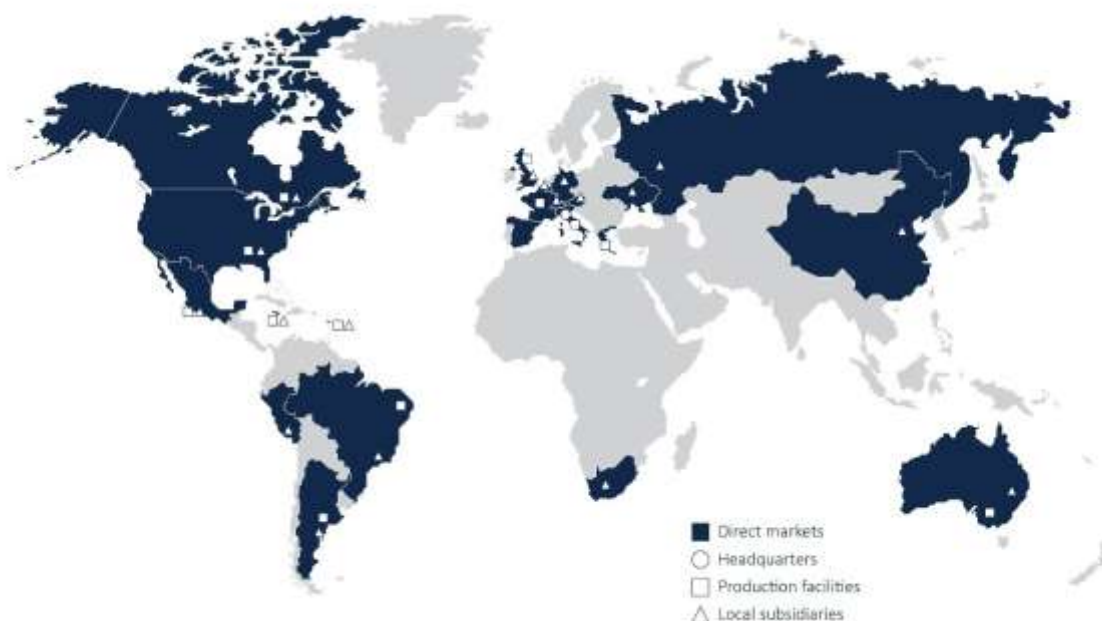 Direct markets
Headquarters
Production facilities
Local subsidiaries